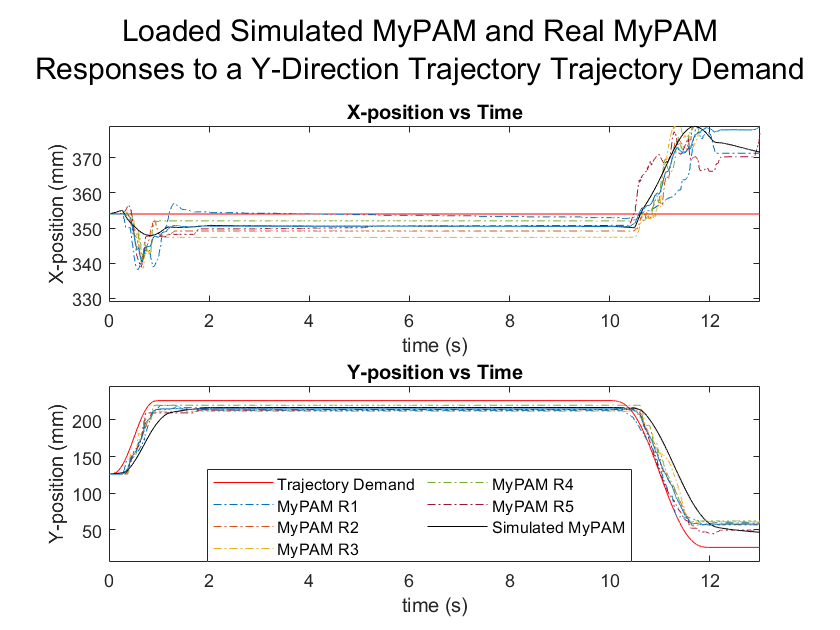 Loaded Simulated MyPAM and Real MyPAM
Responses to a Y-Direction Trajectory Trajectory Demand
X-position vs Time
X-position (mm)
370
360
350
340
330
0 2 4 6 8 10 12
time (s)
Y-position vs Time
Y-position (mm)
200
150
100
50
Trajectory Demand
MyPAM R1
MyPAM R2
MyPAM R3
MyPAM R4
MyPAM R5
Simulated MyPAM
0 2 4 6 8 10 12
time (s)